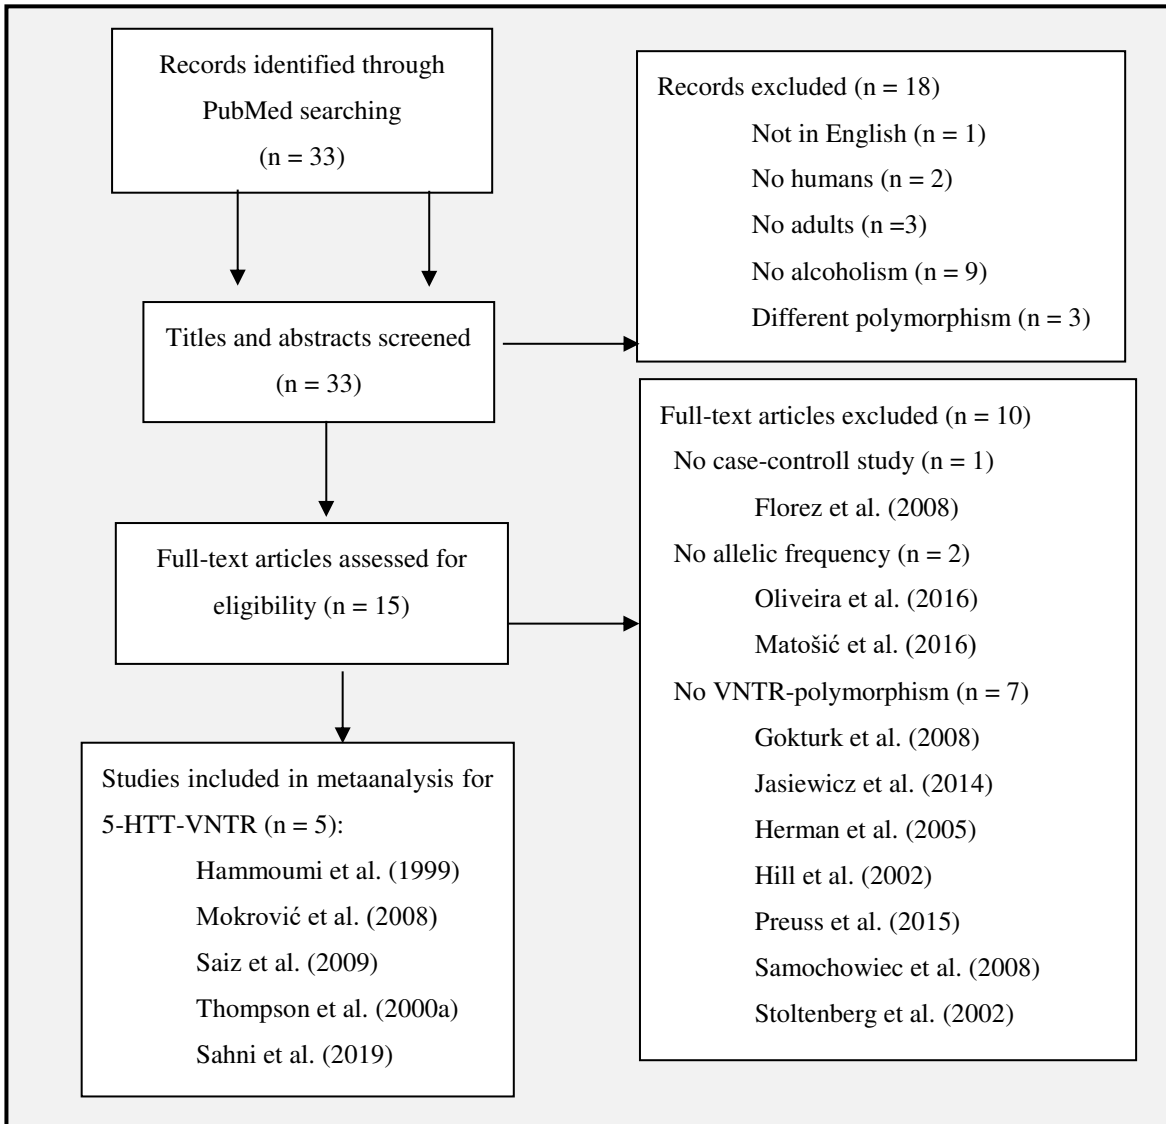 Records identified through
PubMed searching
(n = 33)
Records excluded (n = 18)
Not in English (n = 1)
No humans (n = 2)
No adults (n =3)
No alcoholism (n = 9)
Different polymorphism (n = 3)
Titles and abstracts screened
(n = 33)
Full-text articles excluded (n = 10)
No case-controll study (n = 1)
Florez et al. (2008)
No allelic frequency (n = 2)
Oliveira et al. (2016)
Matošić et al. (2016)
No VNTR-polymorphism (n = 7)
Gokturk et al. (2008)
Jasiewicz et al. (2014)
Herman et al. (2005)
Hill et al. (2002)
Preuss et al. (2015)
Samochowiec et al. (2008)
Stoltenberg et al. (2002)
Full-text articles assessed for
eligibility (n = 15)
Studies included in metaanalysis for
5-HTT-VNTR (n = 5):
Hammoumi et al. (1999)
Mokrović et al. (2008)
Saiz et al. (2009)
Thompson et al. (2000a)
Sahni et al. (2019)